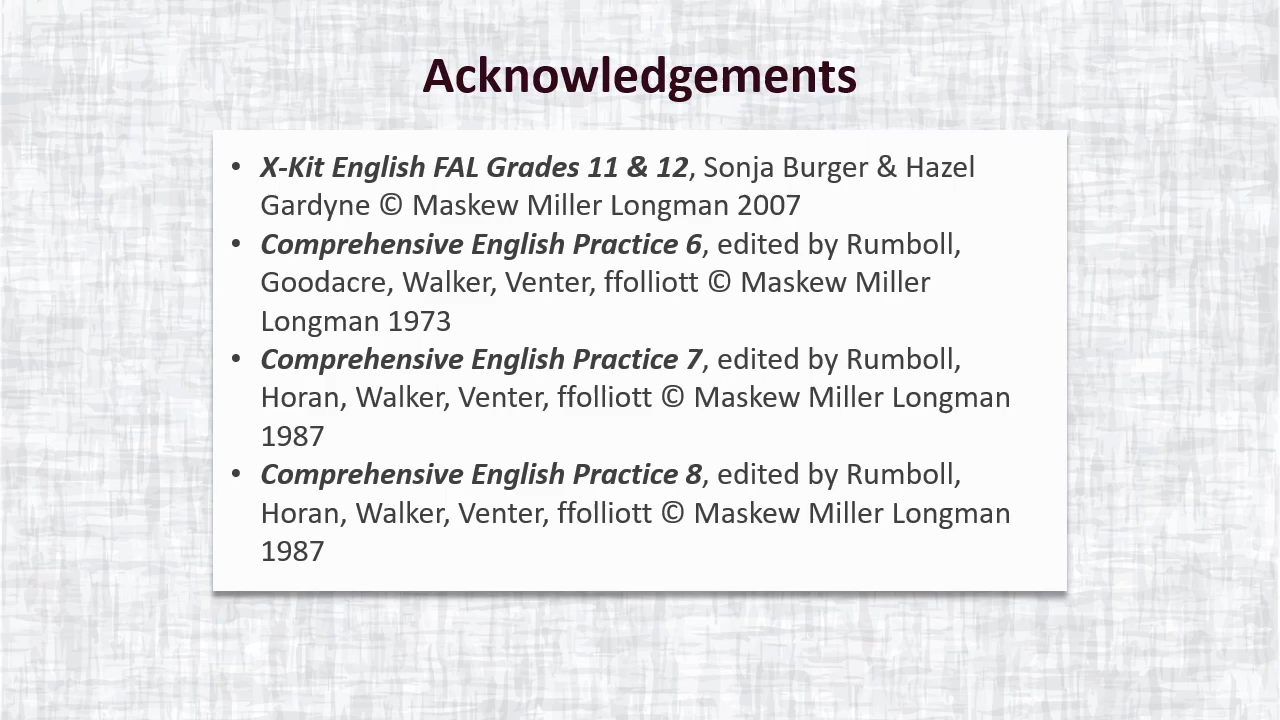 Acknowledgements
• X-Kit English FAL Grades 11 & 12, Sonja Burger & Hazel
Gardyne © Maskew Miller Longman 2007
• Comprehensive English Practice 6, edited by Rumboll,
Goodacre, Walker, Venter, ffolliott © Maskew Miller
Longman 1973
• Comprehensive English Practice 7, edited by Rumboll,
Horan, Walker, Venter, ffolliott © Maskew Miller Longman
1987
• Comprehensive English Practice 8, edited by Rumboll,
Horan, Walker, Venter, ffolliott © Maskew Miller Longman
1987